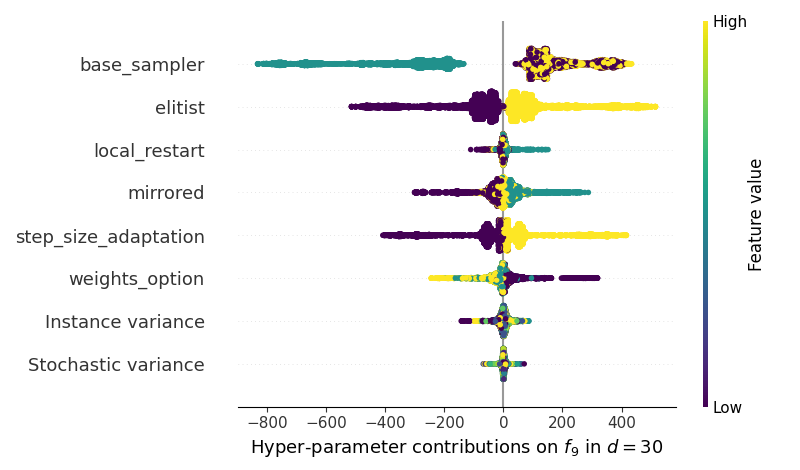 High
base_sampler
elitist
local_restart
mirrored
step_size_adaptation
weights_option
Instance variance
Stochastic variance
Feature value
Low
−800 −600 −400 −200 0 200 400
Hyper-parameter contributions on f₉ in d = 30